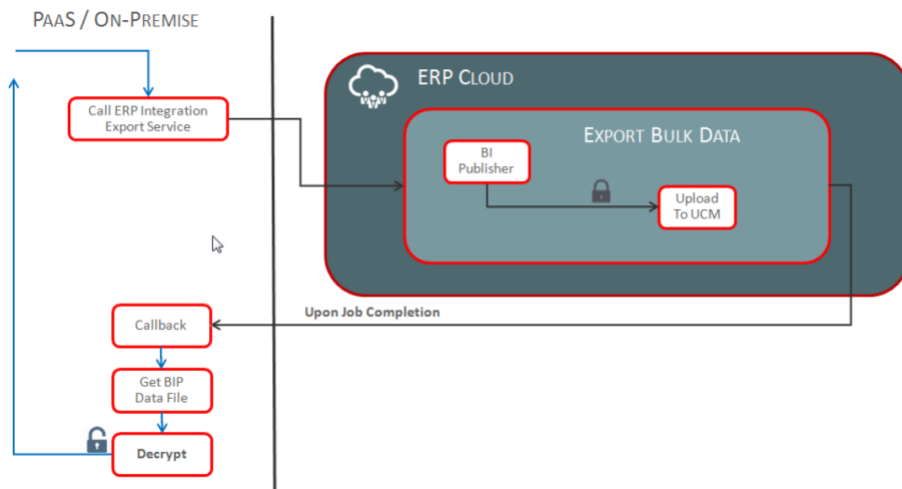 PAAS / ON-PREMISE
ERP CLOUD
Call ERP Integration
Export Service
EXPORT BULK DATA
BI
Publisher
Upload
To UCM
Upon Job Completion
Callback
Get BIP
Data File
Decrypt